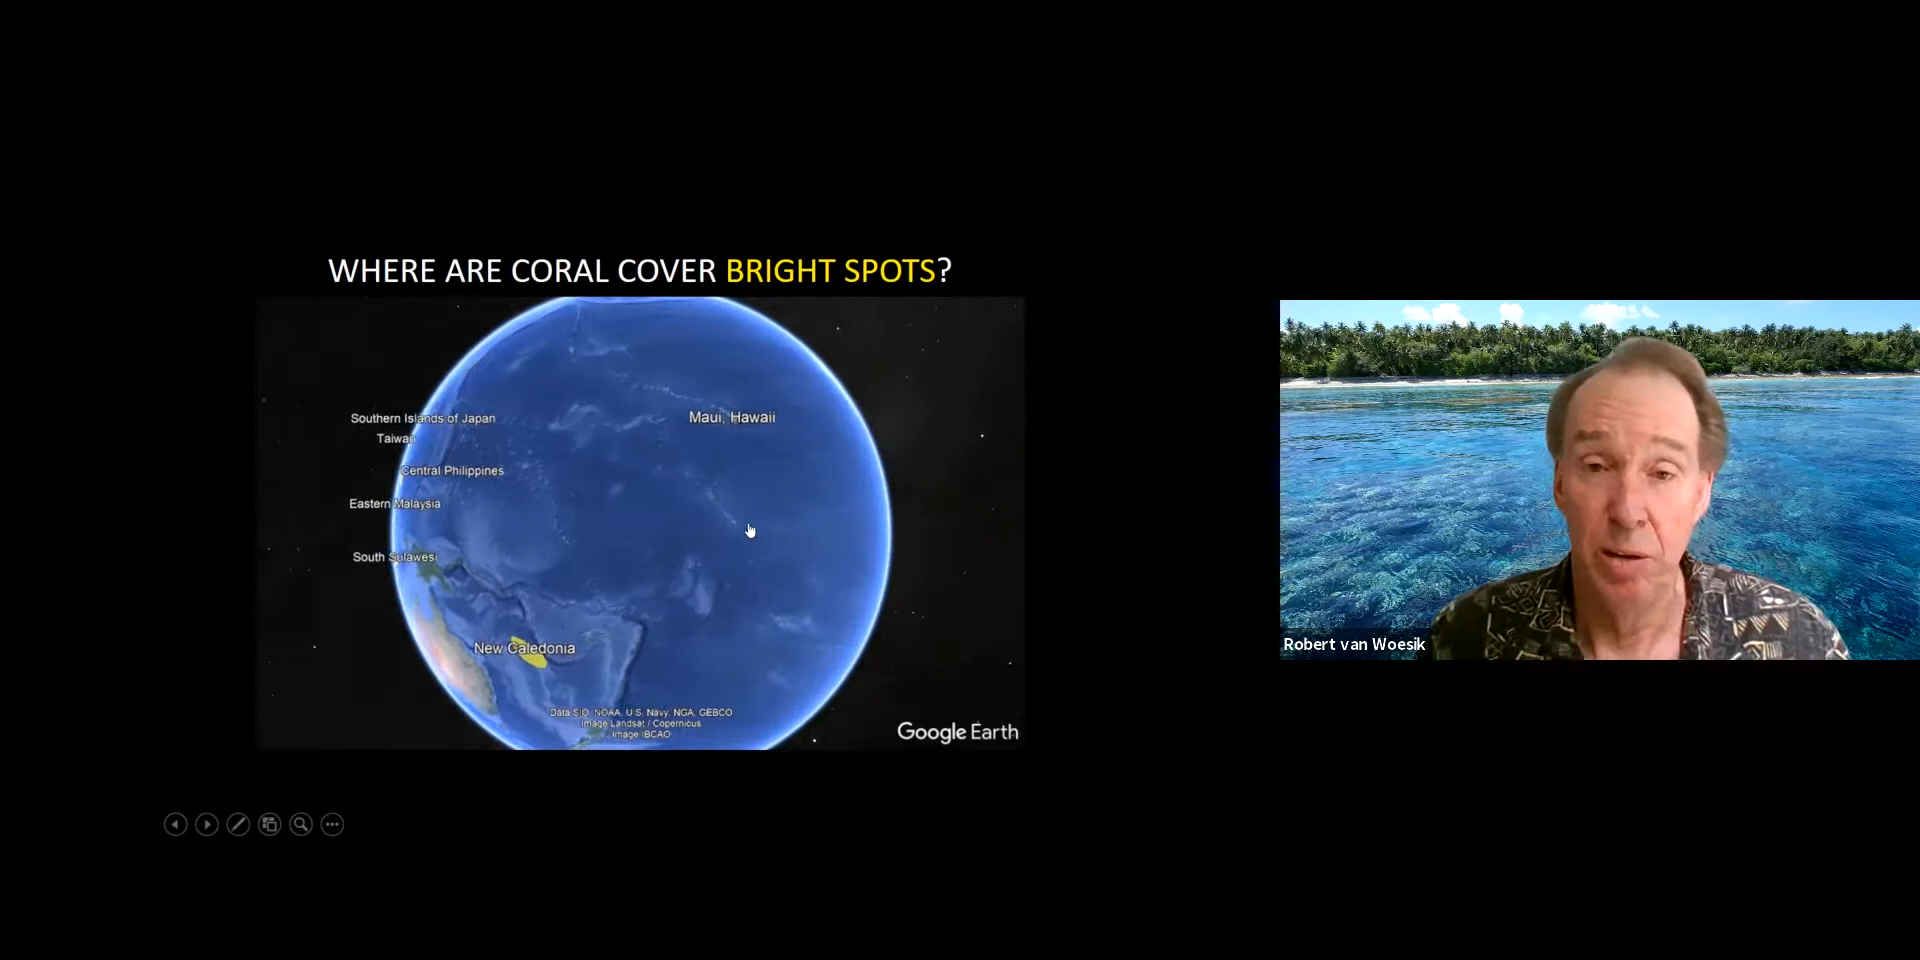 WHERE ARE CORAL COVER BRIGHT SPOTS?
Maui, Hawaii
Southern Islands of Japan
Taiwan
Central Philippines
Eastern Malaysia
South Sulawesi
New Caledonia
Data SIO, NOAA, U.S. Navy, NGA, GEBCO
Image Landsat / Copernicus
Image IBCAO
Google Earth
Robert van Woesik